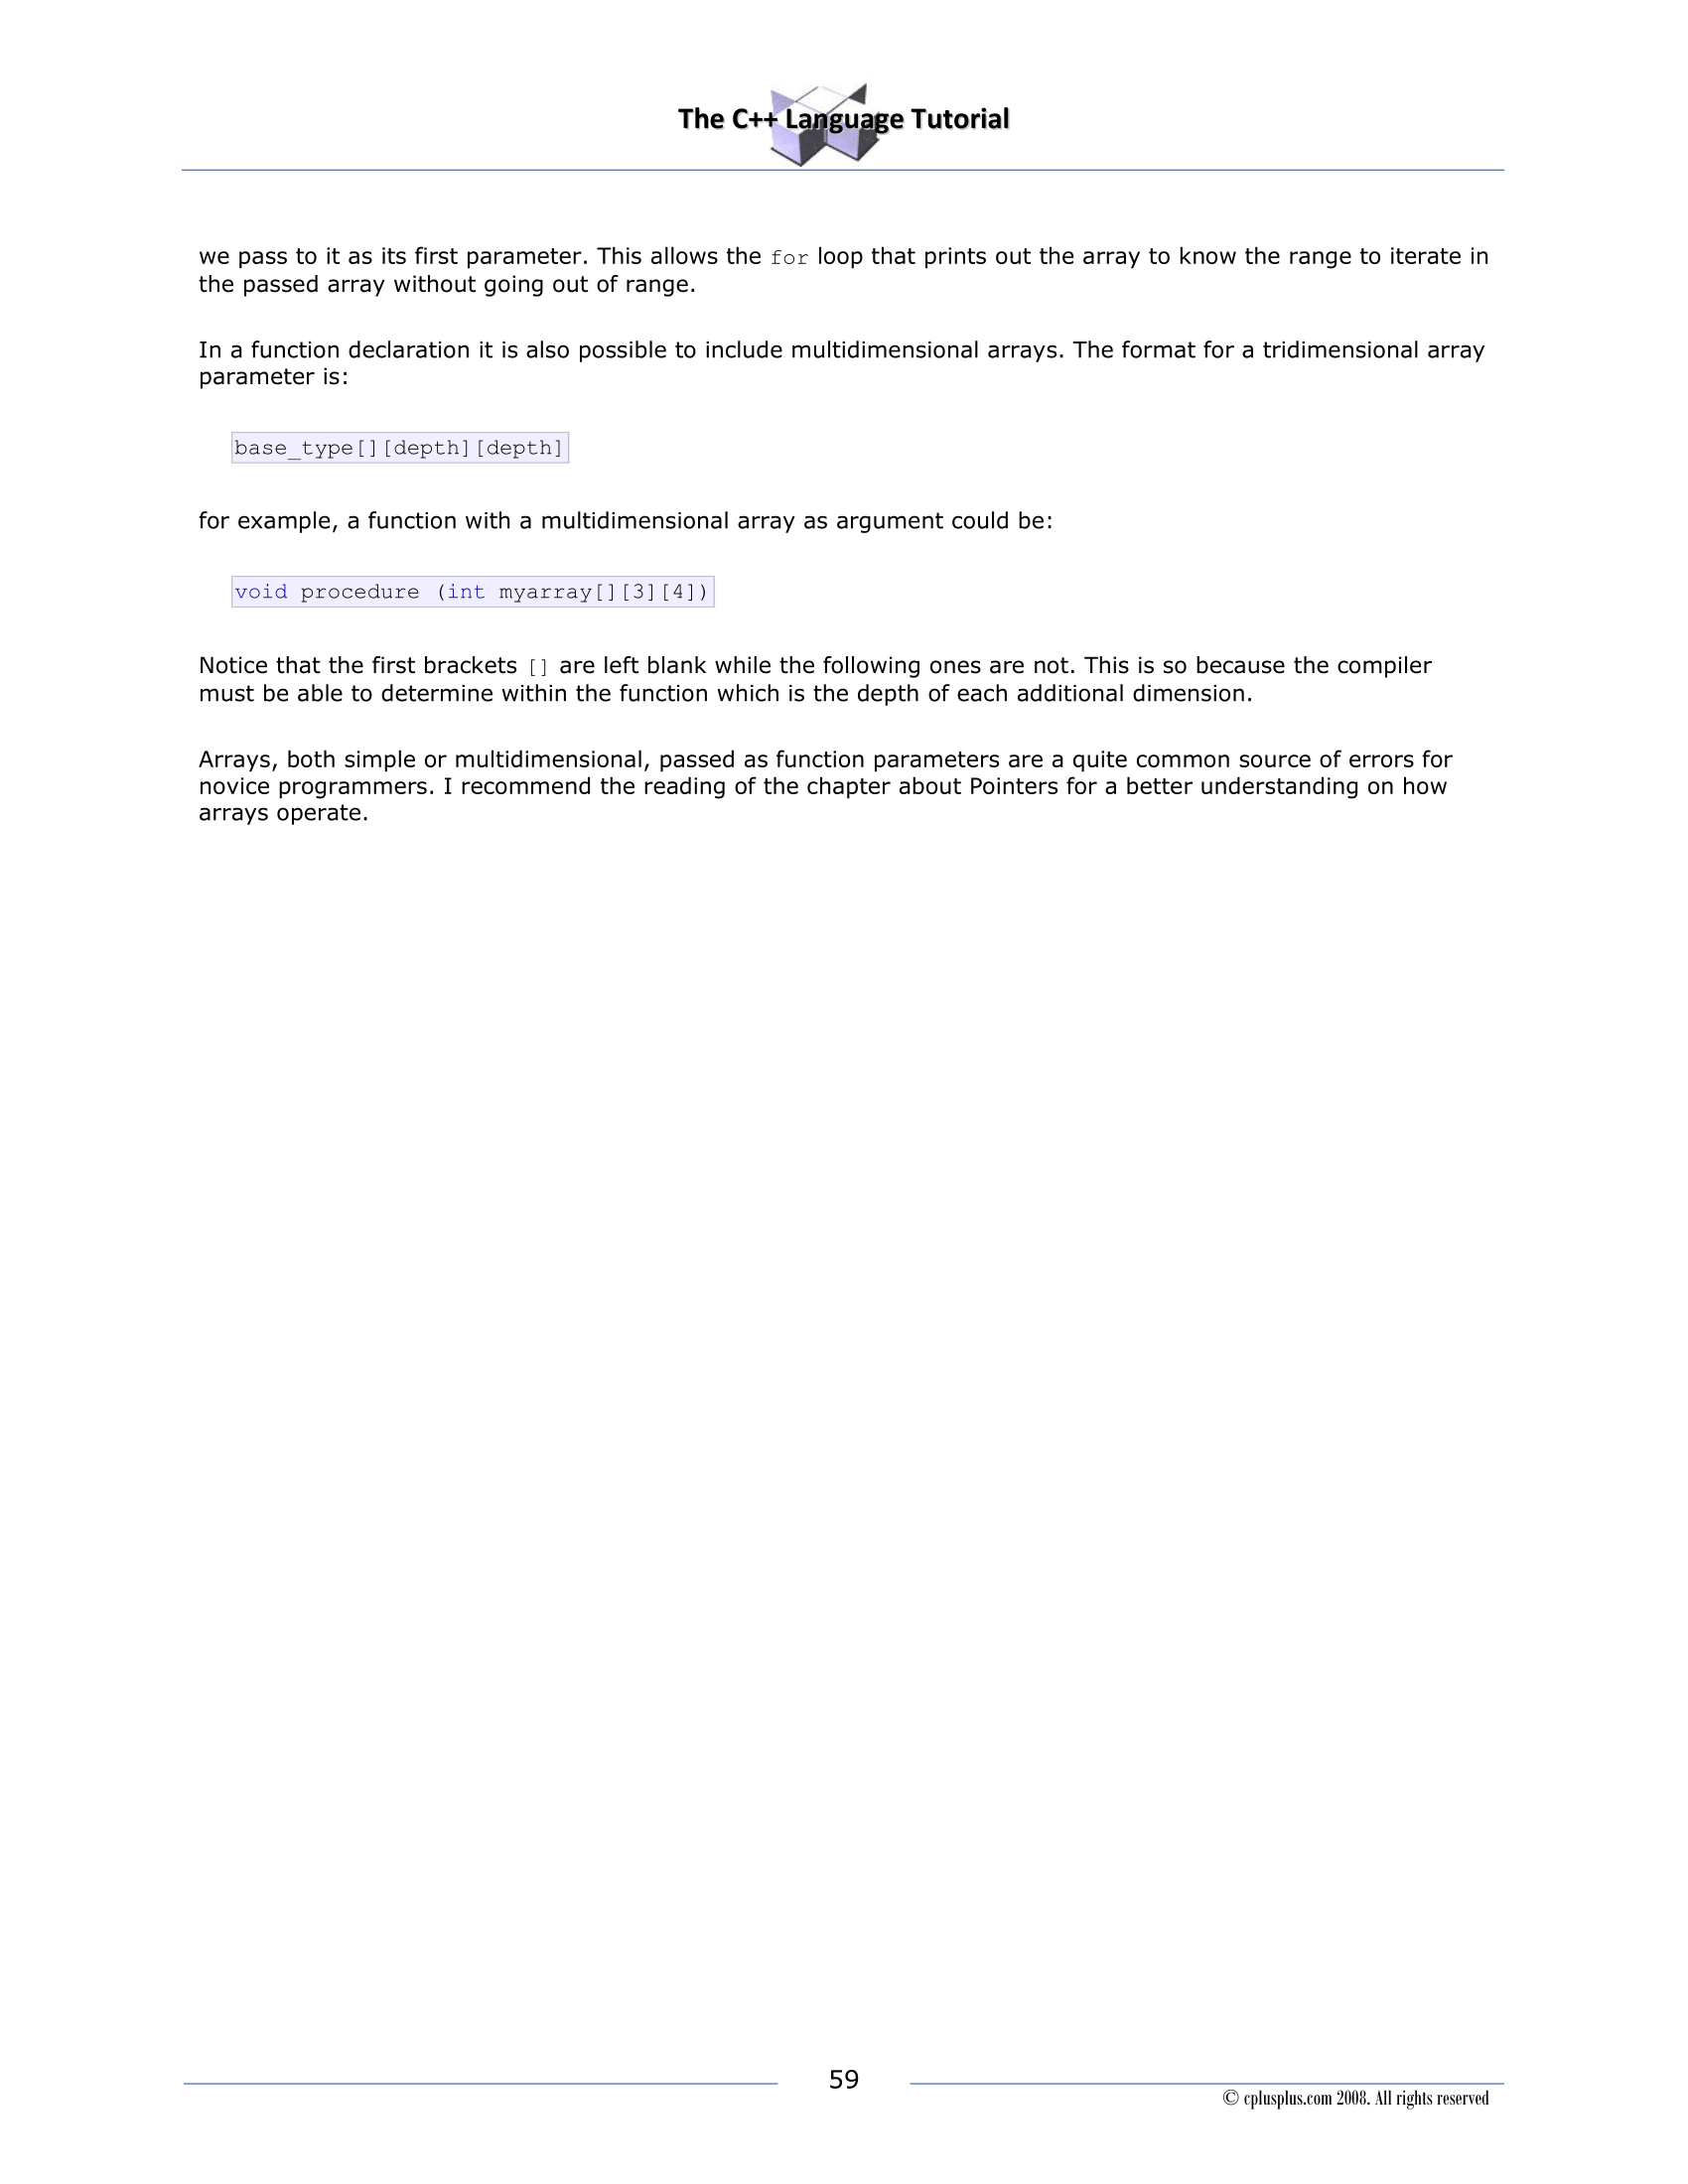 The C++ Language Tutorial
we pass to it as its first parameter. This allows the for loop that prints out the array to know the range to iterate in
the passed array without going out of range.
In a function declaration it is also possible to include multidimensional arrays. The format for a tridimensional array
parameter is:
base_type[][depth][depth]
for example, a function with a multidimensional array as argument could be:
void procedure (int myarray[][3][4])
Notice that the first brackets [] are left blank while the following ones are not. This is so because the compiler
must be able to determine within the function which is the depth of each additional dimension.
Arrays, both simple or multidimensional, passed as function parameters are a quite common source of errors for
novice programmers. I recommend the reading of the chapter about Pointers for a better understanding on how
arrays operate.
59
© cplusplus.com 2008. All rights reserved